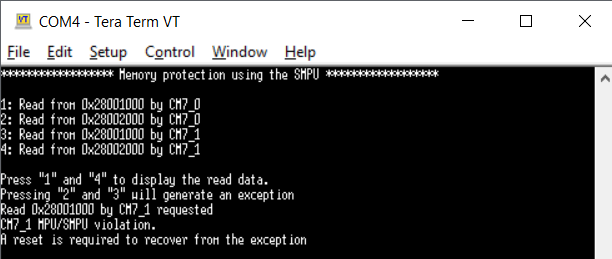 COM4 - Tera Term VT
File Edit Setup Control Window Help
****************** Memory protection using the SMPU ******************
1: Read from 0x28001000 by CM7_0
2: Read from 0x28002000 by CM7_0
3: Read from 0x28001000 by CM7_1
4: Read from 0x28002000 by CM7_1
Press "1" and "4" to display the read data.
Pressing "2" and "3" will generate an exception
Read 0x28001000 by CM7_1 requested
CM7_1 MPU/SMPU violation.
A reset is required to recover from the exception